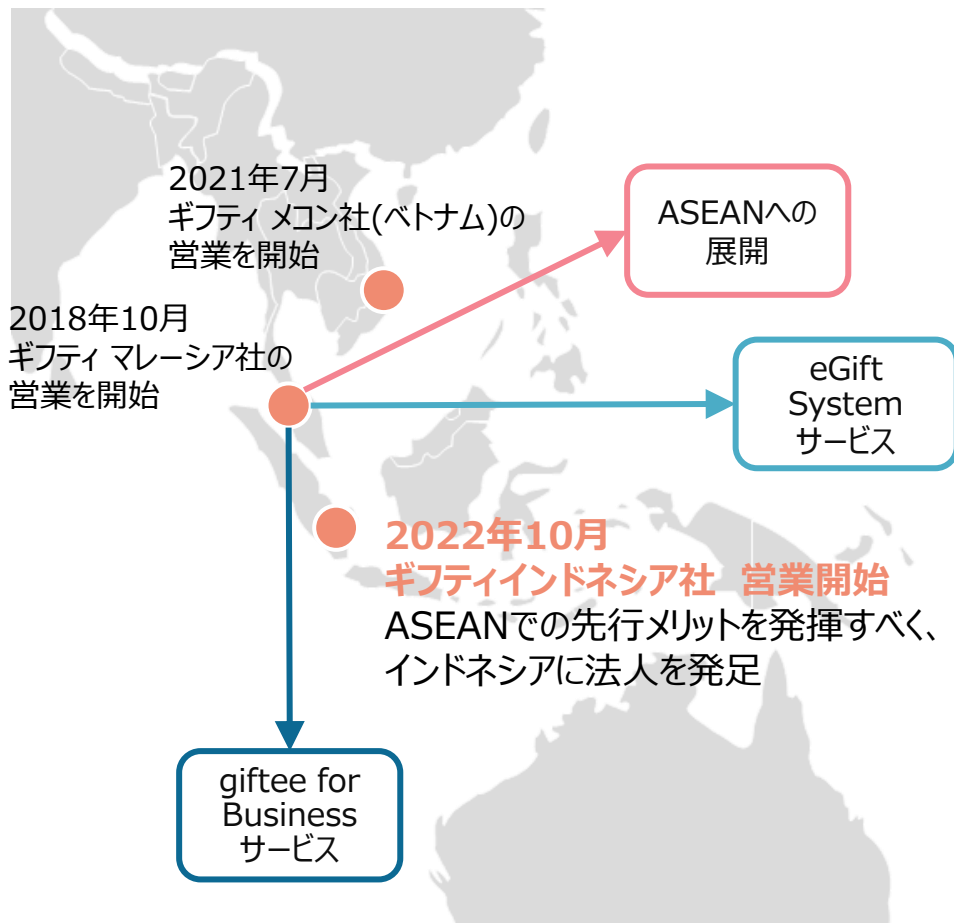 2021年7月
ギフティ メコン社(ベトナム)の
営業を開始
ASEANへの
展開
2018年10月
ギフティ マレーシア社の
営業を開始
eGift
System
サービス
2022年10月
ギフティインドネシア社　営業開始
ASEANでの先行メリットを発揮すべく、
インドネシアに法人を発足
giftee for
Business
サービス